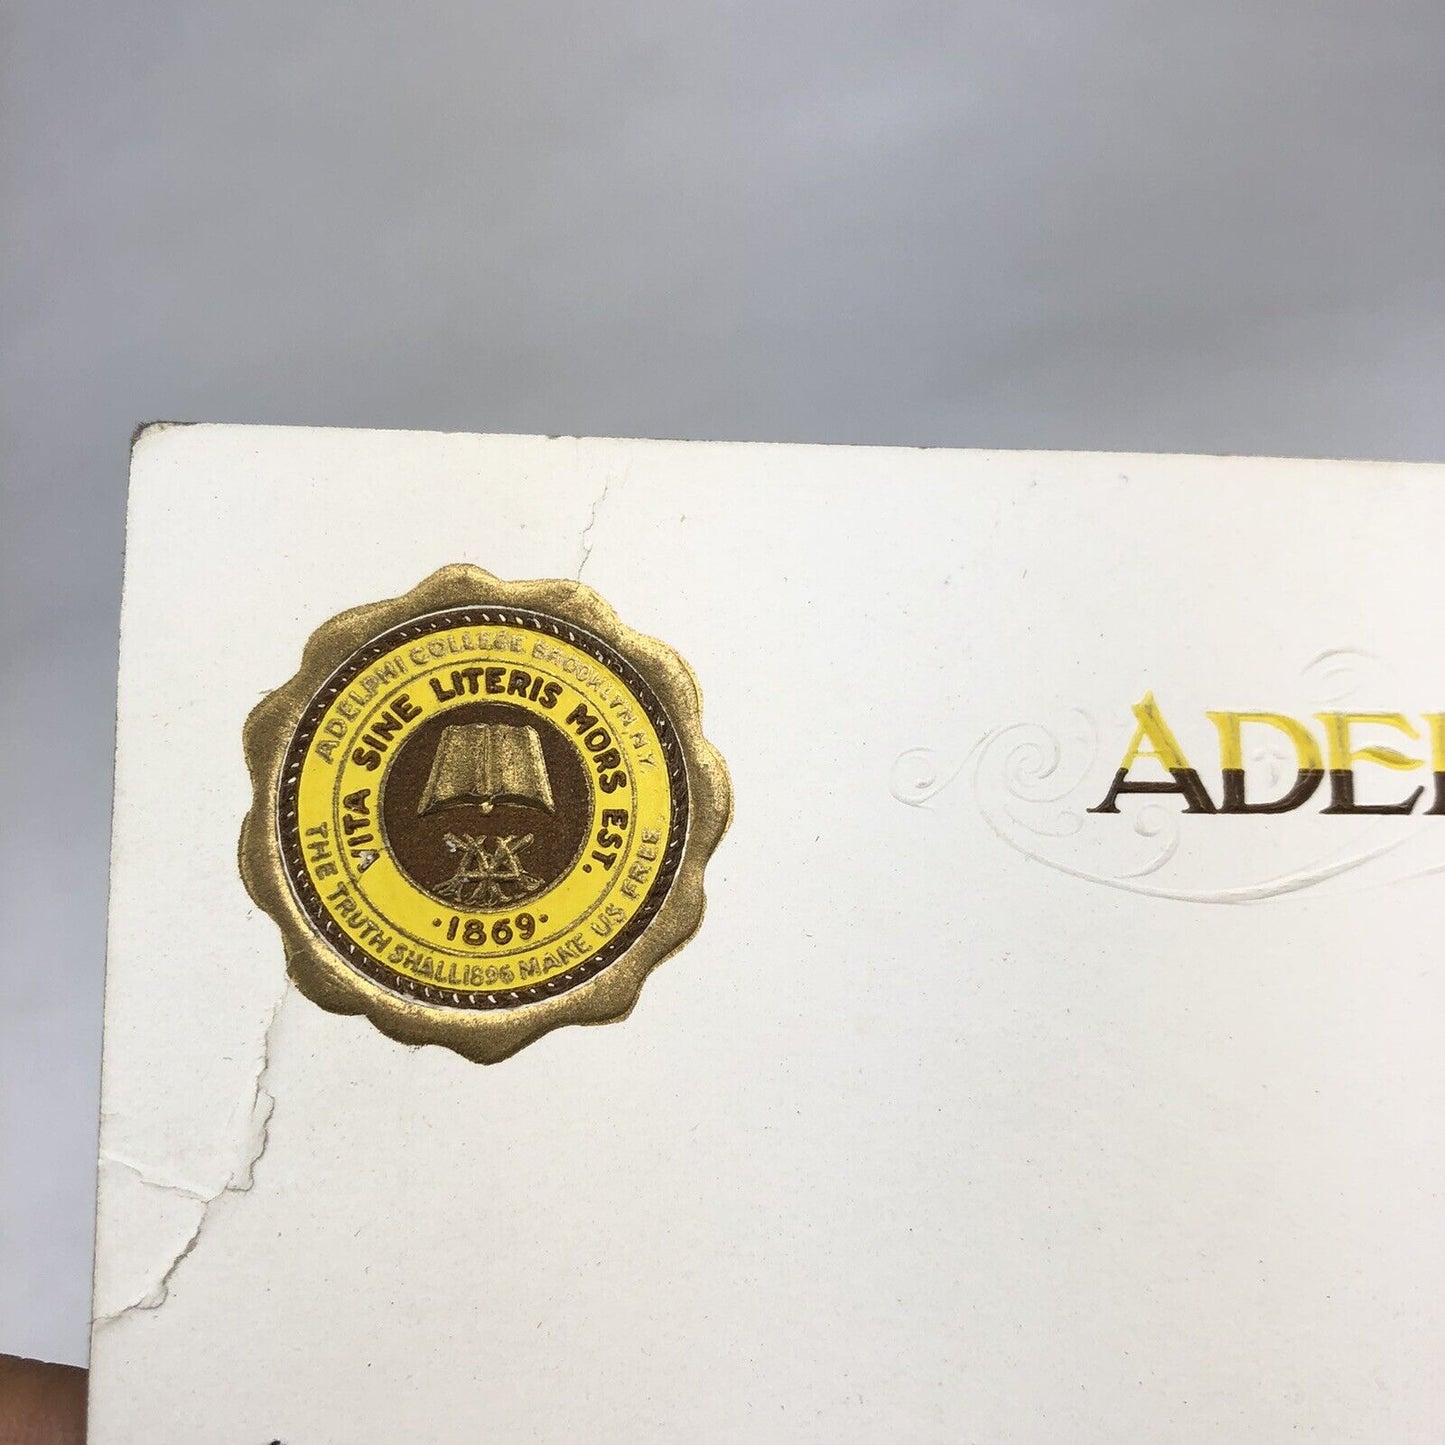 ADELPHI COLLEGE BROOKLYN N.Y.
VITA SINE LITERIS MORS EST.
·1869·
THE TRUTH SHALL 1896 MAKE US FREE
ADE